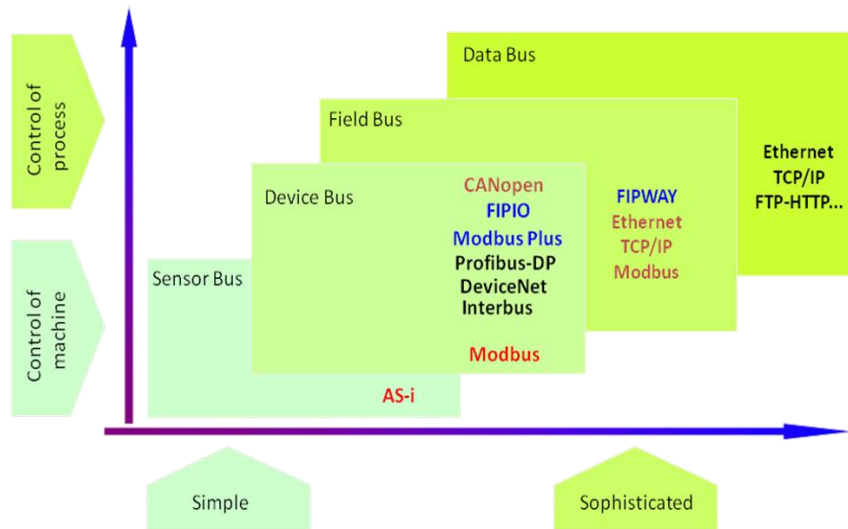 Data Bus
Field Bus
Control of
process
Ethernet
TCP/IP
FTP-HTTP...
CANopen
Device Bus
FIPIO
FIPWAY
Modbus Plus
Ethernet
Profibus-DP
TCP/IP
Sensor Bus
DeviceNet
Modbus
Interbus
Control of
machine
Modbus
AS-i
Simple
Sophisticated